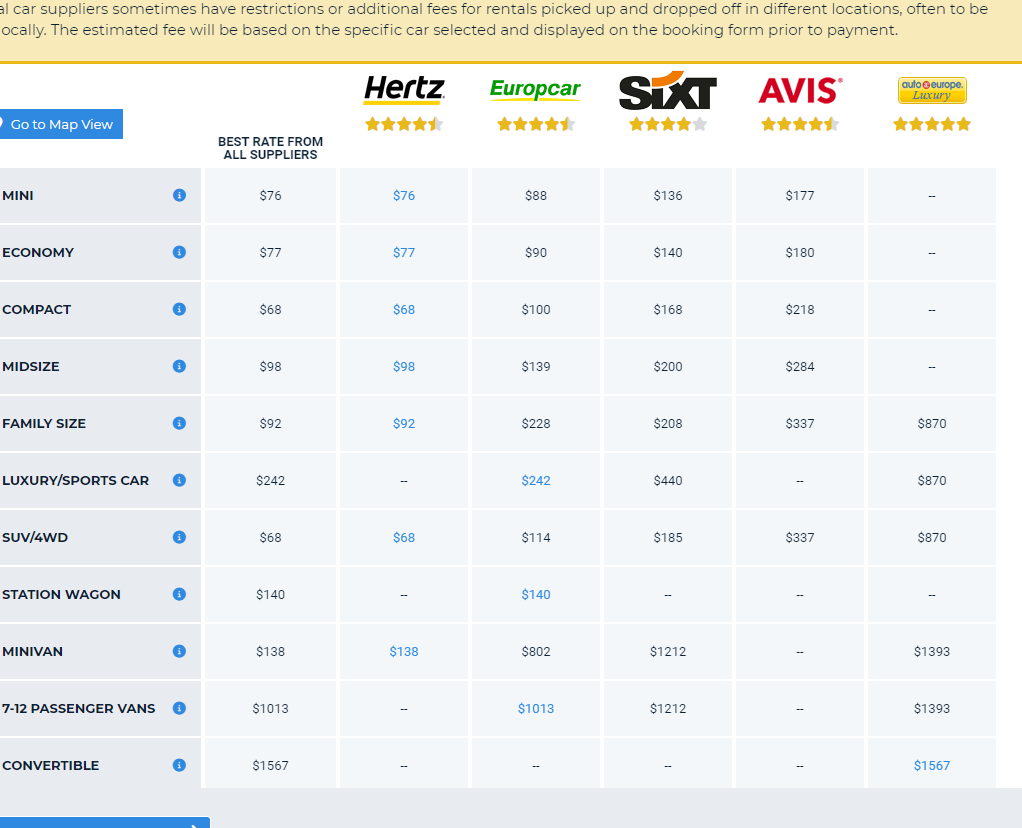 al car suppliers sometimes have restrictions or additional fees for rentals picked up and dropped off in different locations, often to be
ocally. The estimated fee will be based on the specific car selected and displayed on the booking form prior to payment.
Hertz. Europcar SIXT AVIS® auto europe. Luxury
Go to Map View
BEST RATE FROM
ALL SUPPLIERS
MINI i $76 $76 $88 $136 $177 --
ECONOMY i $77 $77 $90 $140 $180 --
COMPACT i $68 $68 $100 $168 $218 --
MIDSIZE i $98 $98 $139 $200 $284 --
FAMILY SIZE i $92 $92 $228 $208 $337 $870
LUXURY/SPORTS CAR i $242 -- $242 $440 -- $870
SUV/4WD i $68 $68 $114 $185 $337 $870
STATION WAGON i $140 -- $140 -- -- --
MINIVAN i $138 $138 $802 $1212 -- $1393
7-12 PASSENGER VANS i $1013 -- $1013 $1212 -- $1393
CONVERTIBLE i $1567 -- -- -- -- $1567